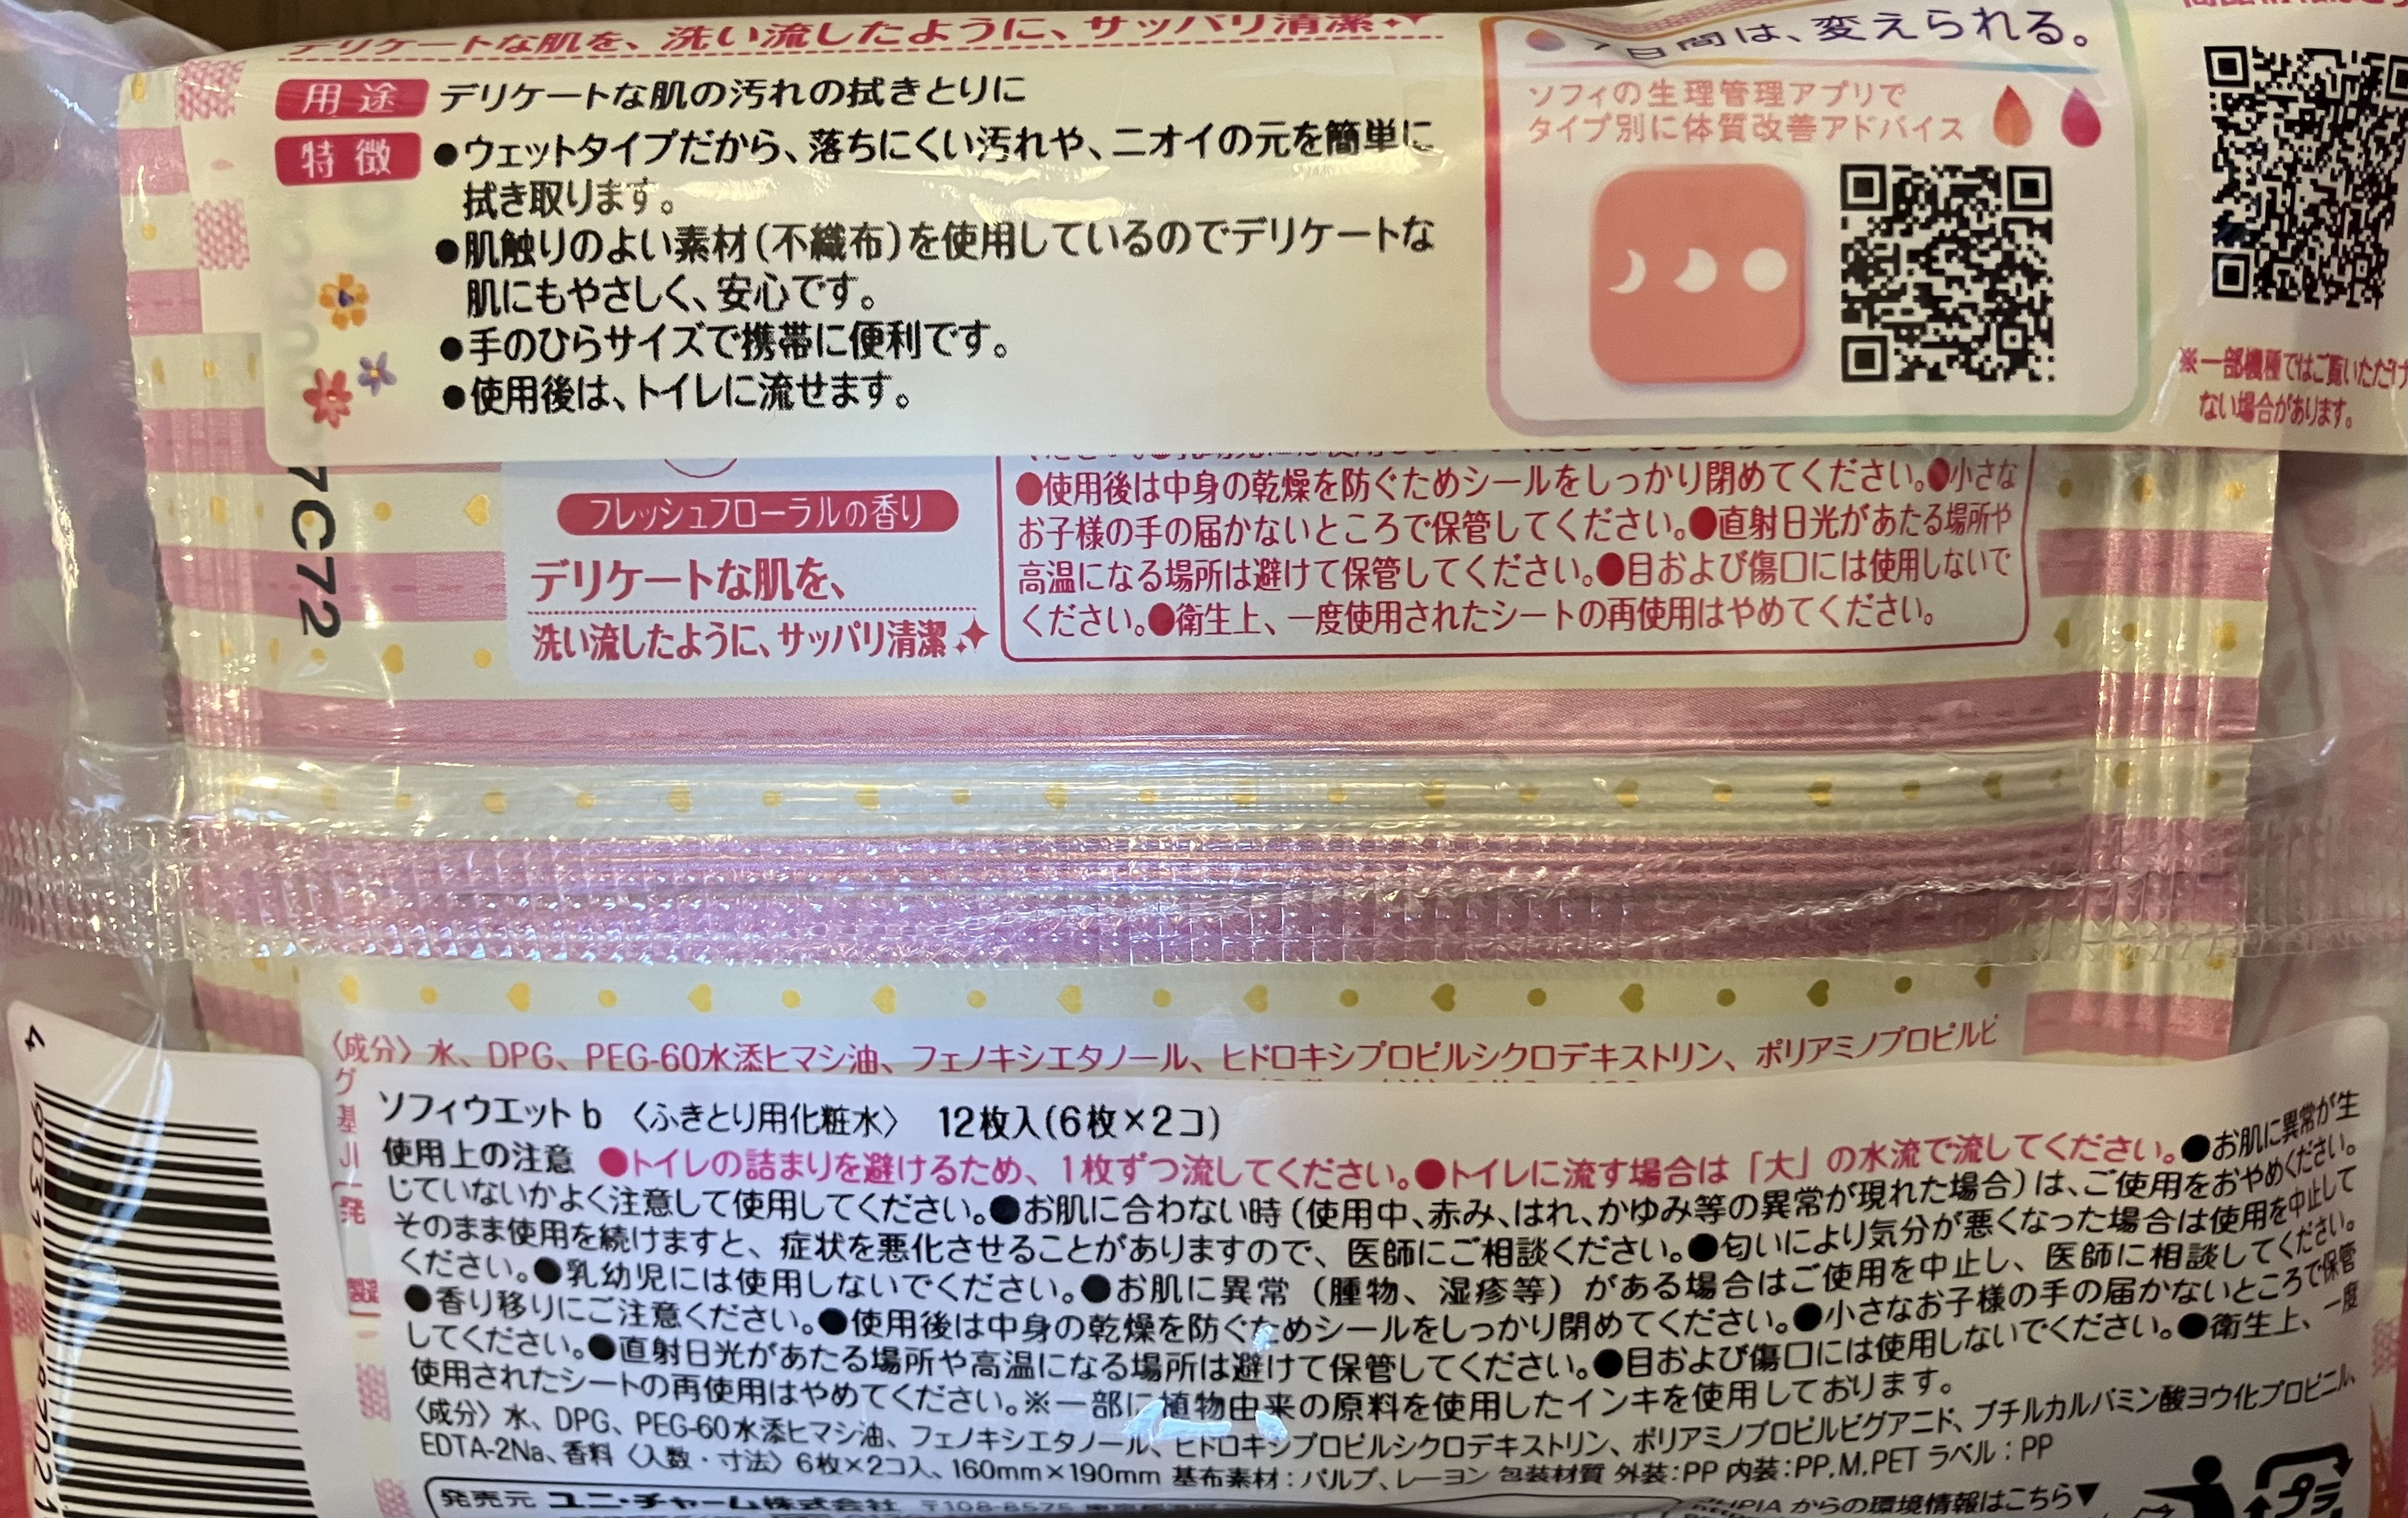 デリケートな肌を、洗い流したように、サッパリ清潔
用途 デリケートな肌の汚れの拭きとりに
特徴 ●ウェットタイプだから、落ちにくい汚れや、ニオイの元を簡単に
拭き取ります。
●肌触りのよい素材(不織布)を使用しているのでデリケートな
肌にもやさしく、安心です。
●手のひらサイズで携帯に便利です。
●使用後は、トイレに流せます。
日間は、変えられる。
ソフィの生理管理アプリで
タイプ別に体質改善アドバイス
※一部機種ではご覧いただけ
ない場合があります。
7C72
フレッシュフローラルの香り
デリケートな肌を、
洗い流したように、サッパリ清潔
●使用後は中身の乾燥を防ぐためシールをしっかり閉めてください。●小さな
お子様の手の届かないところで保管してください。●直射日光があたる場所や
高温になる場所は避けて保管してください。●目および傷口には使用しないで
ください。●衛生上、一度使用されたシートの再使用はやめてください。
〈成分〉水、DPG、PEG-60水添ヒマシ油、フェノキシエタノール、ヒドロキシプロピルシクロデキストリン、ポリアミノプロピルビ
グ
基
発
製
ソフィウエットb 〈ふきとり用化粧水〉 12枚入(6枚×2コ)
使用上の注意 ●トイレの詰まりを避けるため、1枚ずつ流してください。●トイレに流す場合は「大」の水流で流してください。●お肌に異常が生
じていないかよく注意して使用してください。●お肌に合わない時(使用中、赤み、はれ、かゆみ等の異常が現れた場合)は、ご使用をおやめください。
そのまま使用を続けますと、症状を悪化させることがありますので、医師にご相談ください。●匂いにより気分が悪くなった場合は使用を中止して
ください。●乳幼児には使用しないでください。●お肌に異常(腫物、湿疹等)がある場合はご使用を中止し、医師に相談してください。
●香り移りにご注意ください。●使用後は中身の乾燥を防ぐためシールをしっかり閉めてください。●小さなお子様の手の届かないところで保管
してください。●直射日光があたる場所や高温になる場所は避けて保管してください。●目および傷口には使用しないでください。●衛生上、一度
使用されたシートの再使用はやめてください。※一部に植物由来の原料を使用したインキを使用しております。
〈成分〉水、DPG、PEG-60水添ヒマシ油、フェノキシエタノール、ヒドロキシプロピルシクロデキストリン、ポリアミノプロピルビグアニド、ブチルカルバミン酸ヨウ化プロピニル、
EDTA-2Na、香料〈入数・寸法〉6枚×2コ入、160mm×190mm 基布素材:パルプ、レーヨン 包装材質 外装:PP 内装:PP,M,PET ラベル:PP
発売元 ユニ・チャーム株式会社 〒108-8575
からの環境情報はこちら▼
プラ